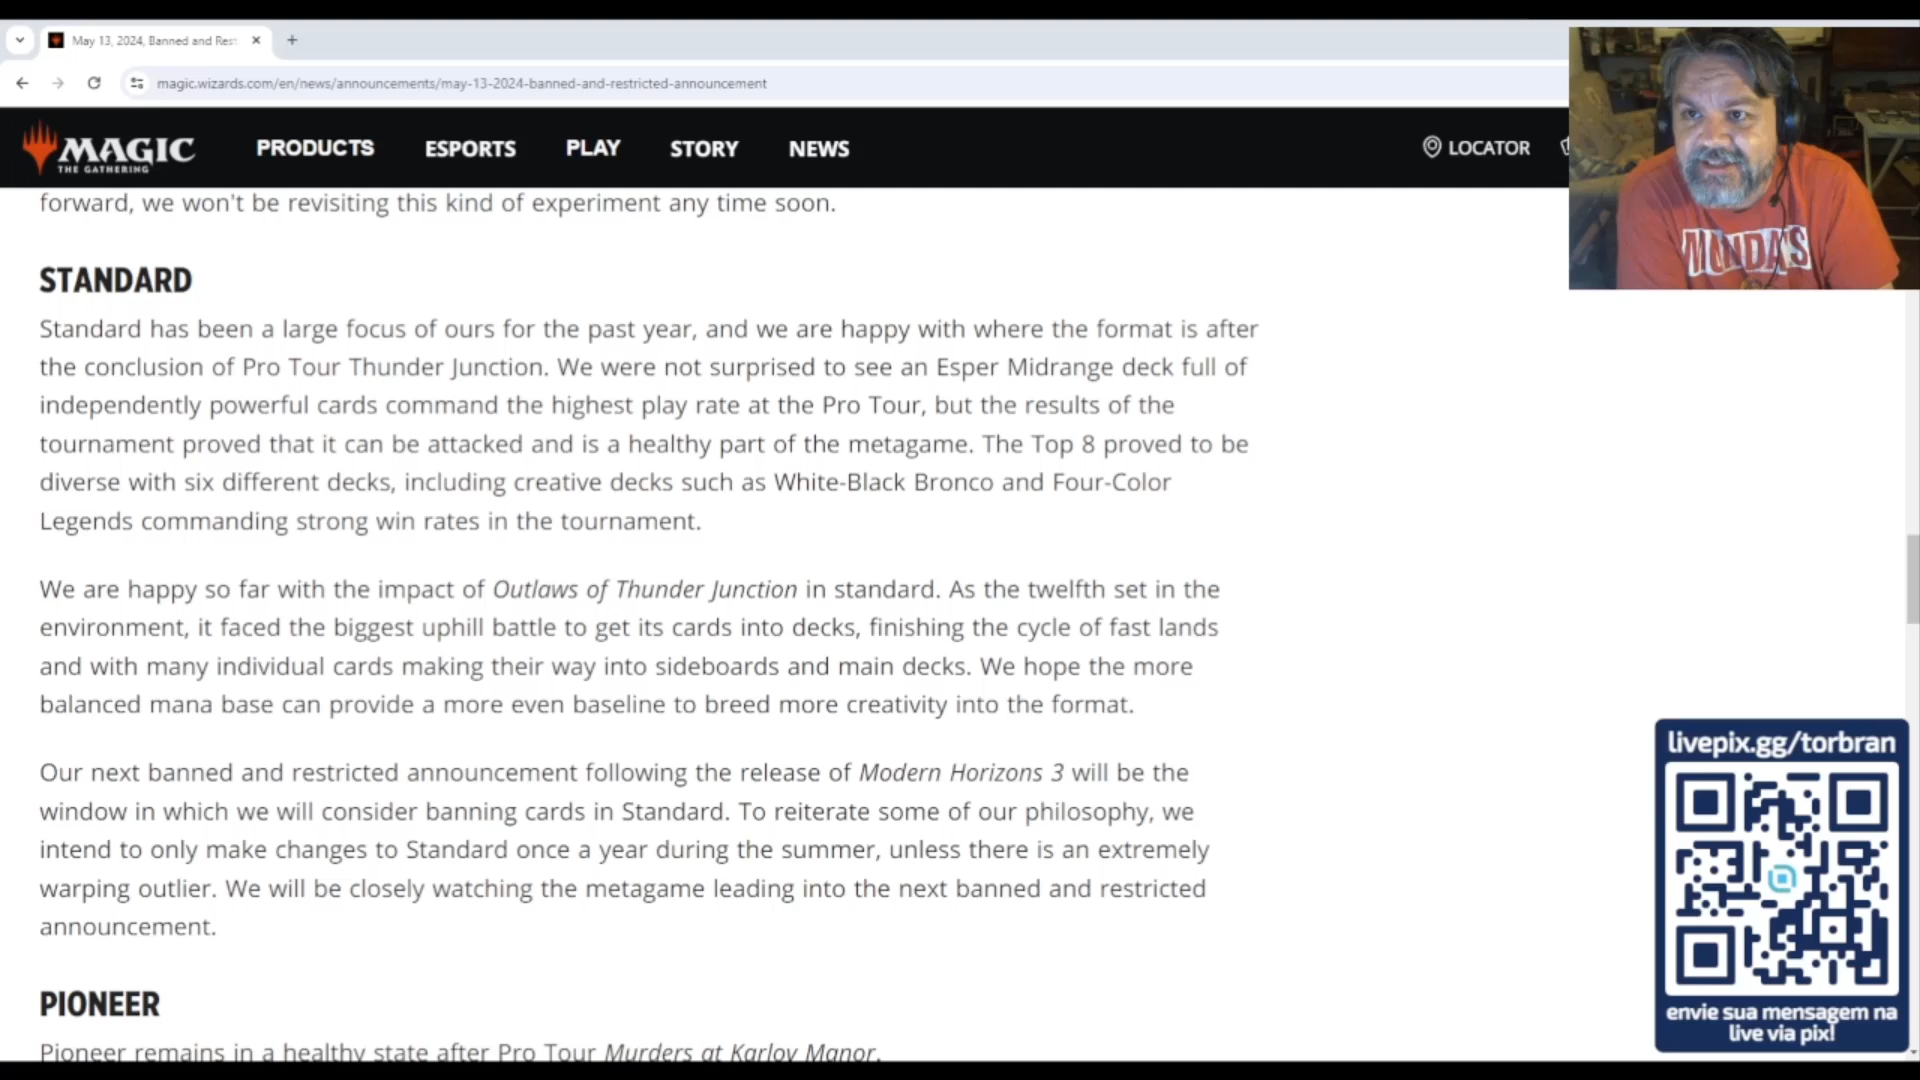 May 13, 2024, Banned and Rest
magic.wizards.com/en/news/announcements/may-13-2024-banned-and-restricted-announcement
MAGIC
THE GATHERING
PRODUCTS
ESPORTS
PLAY
STORY
NEWS
LOCATOR
MONDAYS
forward, we won't be revisiting this kind of experiment any time soon.
STANDARD
Standard has been a large focus of ours for the past year, and we are happy with where the format is after
the conclusion of Pro Tour Thunder Junction. We were not surprised to see an Esper Midrange deck full of
independently powerful cards command the highest play rate at the Pro Tour, but the results of the
tournament proved that it can be attacked and is a healthy part of the metagame. The Top 8 proved to be
diverse with six different decks, including creative decks such as White-Black Bronco and Four-Color
Legends commanding strong win rates in the tournament.
We are happy so far with the impact of Outlaws of Thunder Junction in standard. As the twelfth set in the
environment, it faced the biggest uphill battle to get its cards into decks, finishing the cycle of fast lands
and with many individual cards making their way into sideboards and main decks. We hope the more
balanced mana base can provide a more even baseline to breed more creativity into the format.
Our next banned and restricted announcement following the release of Modern Horizons 3 will be the
window in which we will consider banning cards in Standard. To reiterate some of our philosophy, we
intend to only make changes to Standard once a year during the summer, unless there is an extremely
warping outlier. We will be closely watching the metagame leading into the next banned and restricted
announcement.
PIONEER
Pioneer remains in a healthy state after Pro Tour Murders at Karlov Manor.
livepix.gg/torbran
envie sua mensagem na
live via pix!